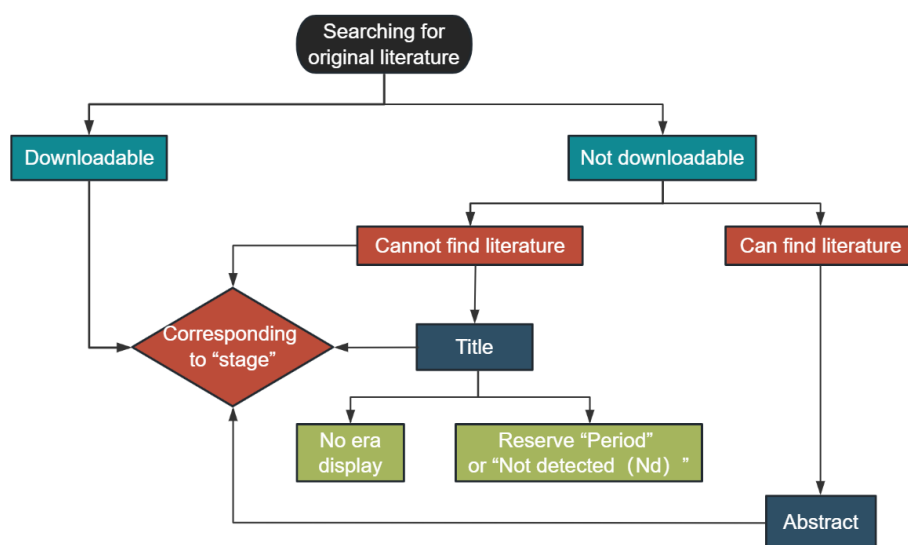 Searching for
original literature
Downloadable
Not downloadable
Cannot find literature
Can find literature
Corresponding
to “stage”
Title
No era
display
Reserve “Period”
or “Not detected（Nd）”
Abstract